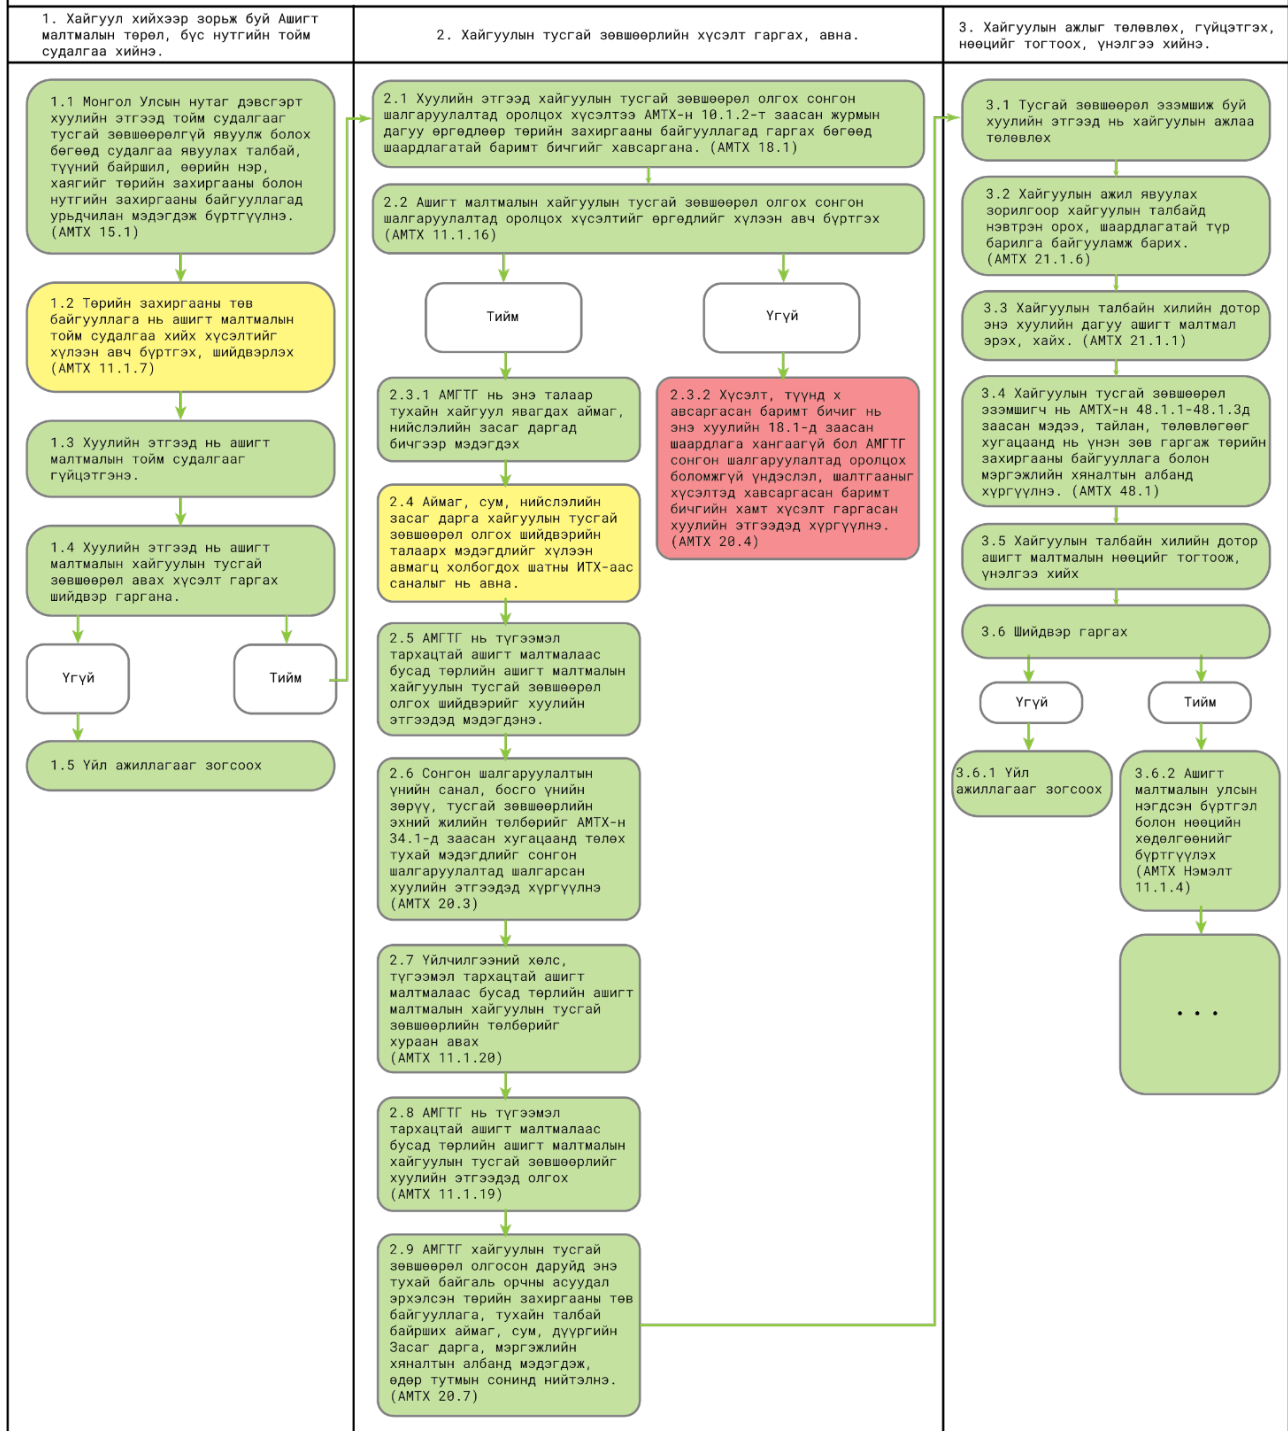 1. Хайгуул хийхээр зорьж буй Ашигт
малтмалын төрөл, бүс нутгийн тойм
судалгаа хийнэ.
2. Хайгуулын тусгай зөвшөөрлийн хүсэлт гаргах, авна.
3. Хайгуулын ажлыг төлөвлөх, гүйцэтгэх,
нөөцийг тогтоох, үнэлгээ хийнэ.
1.1 Монгол Улсын нутаг дэвсгэрт
хуулийн этгээд тойм судалгааг
тусгай зөвшөөрөлгүй явуулж болох
бөгөөд судалгаа явуулах талбай,
түүний байршил, өөрийн нэр,
хаягийг төрийн захиргааны болон
нутгийн захиргааны байгууллагад
урьдчилан мэдэгдэж бүртгүүлнэ.
(АМТХ 15.1)
1.2 Төрийн захиргааны төв
байгууллага нь ашигт малтмалын
тойм судалгаа хийх хүсэлтийг
хүлээн авч бүртгэх, шийдвэрлэх
(АМТХ 11.1.7)
1.3 Хуулийн этгээд нь ашигт
малтмалын тойм судалгааг
гүйцэтгэнэ.
1.4 Хуулийн этгээд нь ашигт
малтмалын хайгуулын тусгай
зөвшөөрөл авах хүсэлт гаргах
шийдвэр гаргана.
Үгүй
Тийм
1.5 Үйл ажиллагааг зогсоох
2.1 Хуулийн этгээд хайгуулын тусгай зөвшөөрөл олгох сонгон
шалгаруулалтад оролцох хүсэлтээ АМТХ-н 10.1.2-т заасан журмын
дагуу өргөдлөөр төрийн захиргааны байгууллагад гаргах бөгөөд
шаардлагатай баримт бичгийг хавсаргана. (АМТХ 18.1)
2.2 Ашигт малтмалын хайгуулын тусгай зөвшөөрөл олгох сонгон
шалгаруулалтад оролцох хүсэлтийг өргөдлийг хүлээн авч бүртгэх
(АМТХ 11.1.16)
Тийм
Үгүй
2.3.1 АМГТГ нь энэ талаар
тухайн хайгуул явагдах аймаг,
нийслэлийн засаг даргад
бичгээр мэдэгдэх
2.3.2 Хүсэлт, түүнд х
авсаргасан баримт бичиг нь
энэ хуулийн 18.1-д заасан
шаардлага хангаагүй бол АМГТГ
сонгон шалгаруулалтад оролцох
боломжгүй үндэслэл, шалтгааныг
хүсэлтэд хавсаргасан баримт
бичгийн хамт хүсэлт гаргасан
хуулийн этгээдэд хүргүүлнэ.
(АМТХ 20.4)
2.4 Аймаг, сум, нийслэлийн
засаг дарга хайгуулын тусгай
зөвшөөрөл олгох шийдвэрийн
талаарх мэдэгдлийг хүлээн
авмагц холбогдох шатны ИТХ-аас
саналыг нь авна.
2.5 АМГТГ нь түгээмэл
тархацтай ашигт малтмалаас
бусад төрлийн ашигт малтмалын
хайгуулын тусгай зөвшөөрөл
олгох шийдвэрийг хуулийн
этгээдэд мэдэгдэнэ.
2.6 Сонгон шалгаруулалтын
үнийн санал, босго үнийн
зөрүү, тусгай зөвшөөрлийн
эхний жилийн төлбөрийг АМТХ-н
34.1-д заасан хугацаанд төлөх
тухай мэдэгдлийг сонгон
шалгаруулалтад шалгарсан
хуулийн этгээдэд хүргүүлнэ
(АМТХ 20.3)
2.7 Үйлчилгээний хөлс,
түгээмэл тархацтай ашигт
малтмалаас бусад төрлийн ашигт
малтмалын хайгуулын тусгай
зөвшөөрлийн төлбөрийг
хураан авах
(АМТХ 11.1.20)
2.8 АМГТГ нь түгээмэл
тархацтай ашигт малтмалаас
бусад төрлийн ашигт малтмалын
хайгуулын тусгай зөвшөөрлийг
хуулийн этгээдэд олгох
(АМТХ 11.1.19)
2.9 АМГТГ хайгуулын тусгай
зөвшөөрөл олгосон даруйд энэ
тухай байгаль орчны асуудал
эрхэлсэн төрийн захиргааны төв
байгууллага, тухайн талбай
байрших аймаг, сум, дүүргийн
Засаг дарга, мэргэжлийн
хяналтын албанд мэдэгдэж,
өдөр тутмын сонинд нийтэлнэ.
(АМТХ 20.7)
3.1 Тусгай зөвшөөрөл эзэмшиж буй
хуулийн этгээд нь хайгуулын ажлаа
төлөвлөх
3.2 Хайгуулын ажил явуулах
зорилгоор хайгуулын талбайд
нэвтрэн орох, шаардлагатай түр
барилга байгууламж барих.
(АМТХ 21.1.6)
3.3 Хайгуулын талбайн хилийн дотор
энэ хуулийн дагуу ашигт малтмал
эрэх, хайх. (АМТХ 21.1.1)
3.4 Хайгуулын тусгай зөвшөөрөл
эзэмшигч нь АМТХ-н 48.1.1-48.1.3д
заасан мэдээ, тайлан, төлөвлөгөөг
хугацаанд нь үнэн зөв гаргаж төрийн
захиргааны байгууллага болон
мэргэжлийн хяналтын албанд
хүргүүлнэ. (АМТХ 48.1)
3.5 Хайгуулын талбайн хилийн дотор
ашигт малтмалын нөөцийг тогтоож,
үнэлгээ хийх
3.6 Шийдвэр гаргах
Үгүй
Тийм
3.6.1 Үйл
ажиллагааг зогсоох
3.6.2 Ашигт
малтмалын улсын
нэгдсэн бүртгэл
болон нөөцийн
хөдөлгөөнийг
бүртгүүлэх
(АМТХ Нэмэлт
11.1.4)
...